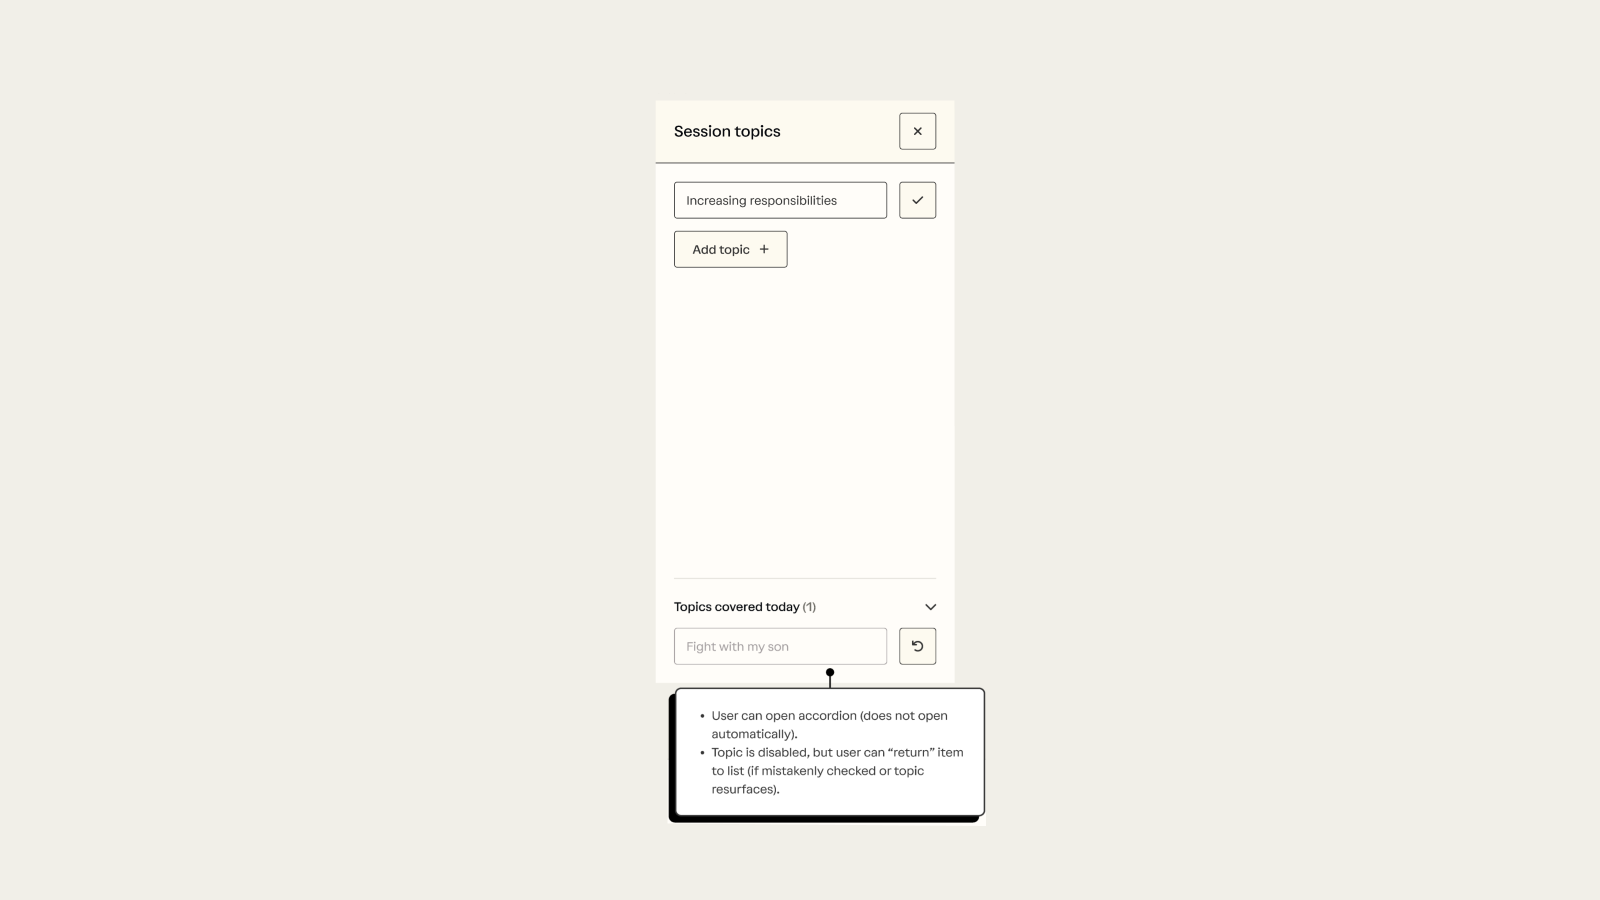 Session topics
Increasing responsibilities
Add topic +
Topics covered today (1)
Fight with my son
• User can open accordion (does not open
automatically).
• Topic is disabled, but user can “return” item
to list (if mistakenly checked or topic
resurfaces).